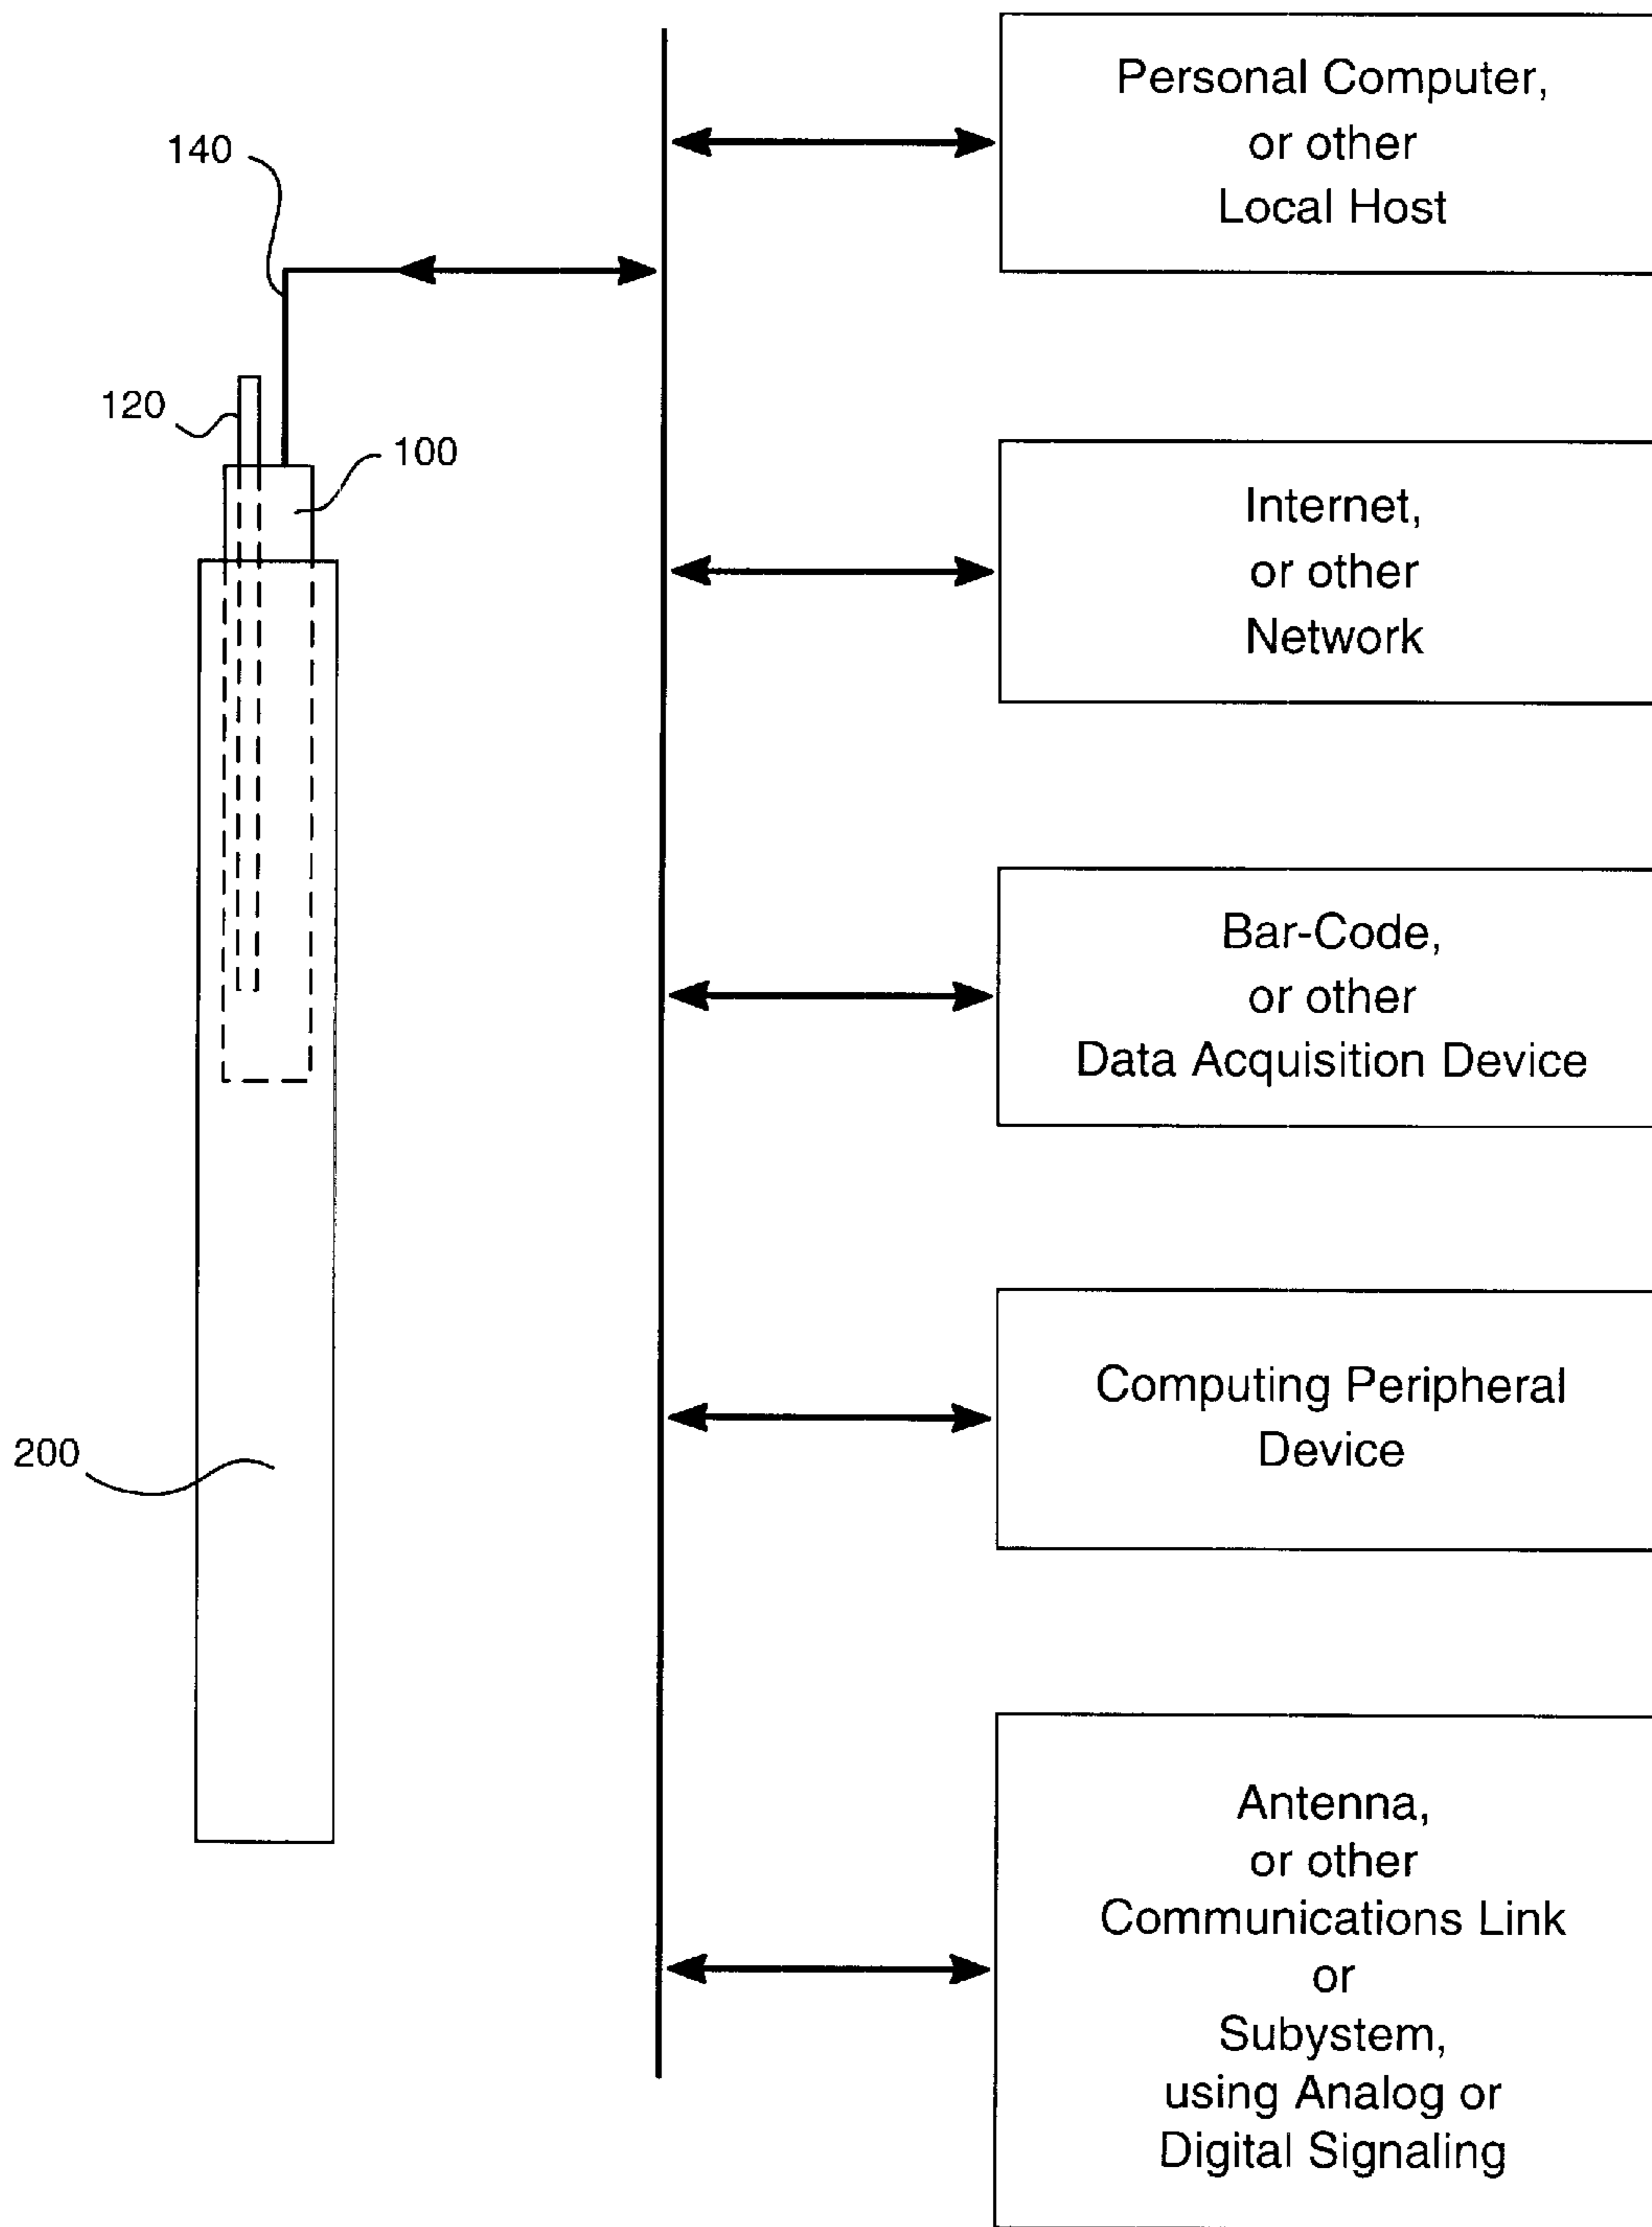 Personal Computer,
or other
Local Host
140
120
100
Internet,
or other
Network
Bar-Code,
or other
Data Acquisition Device
Computing Peripheral
Device
200
Antenna,
or other
Communications Link
or
Subystem,
using Analog or
Digital Signaling